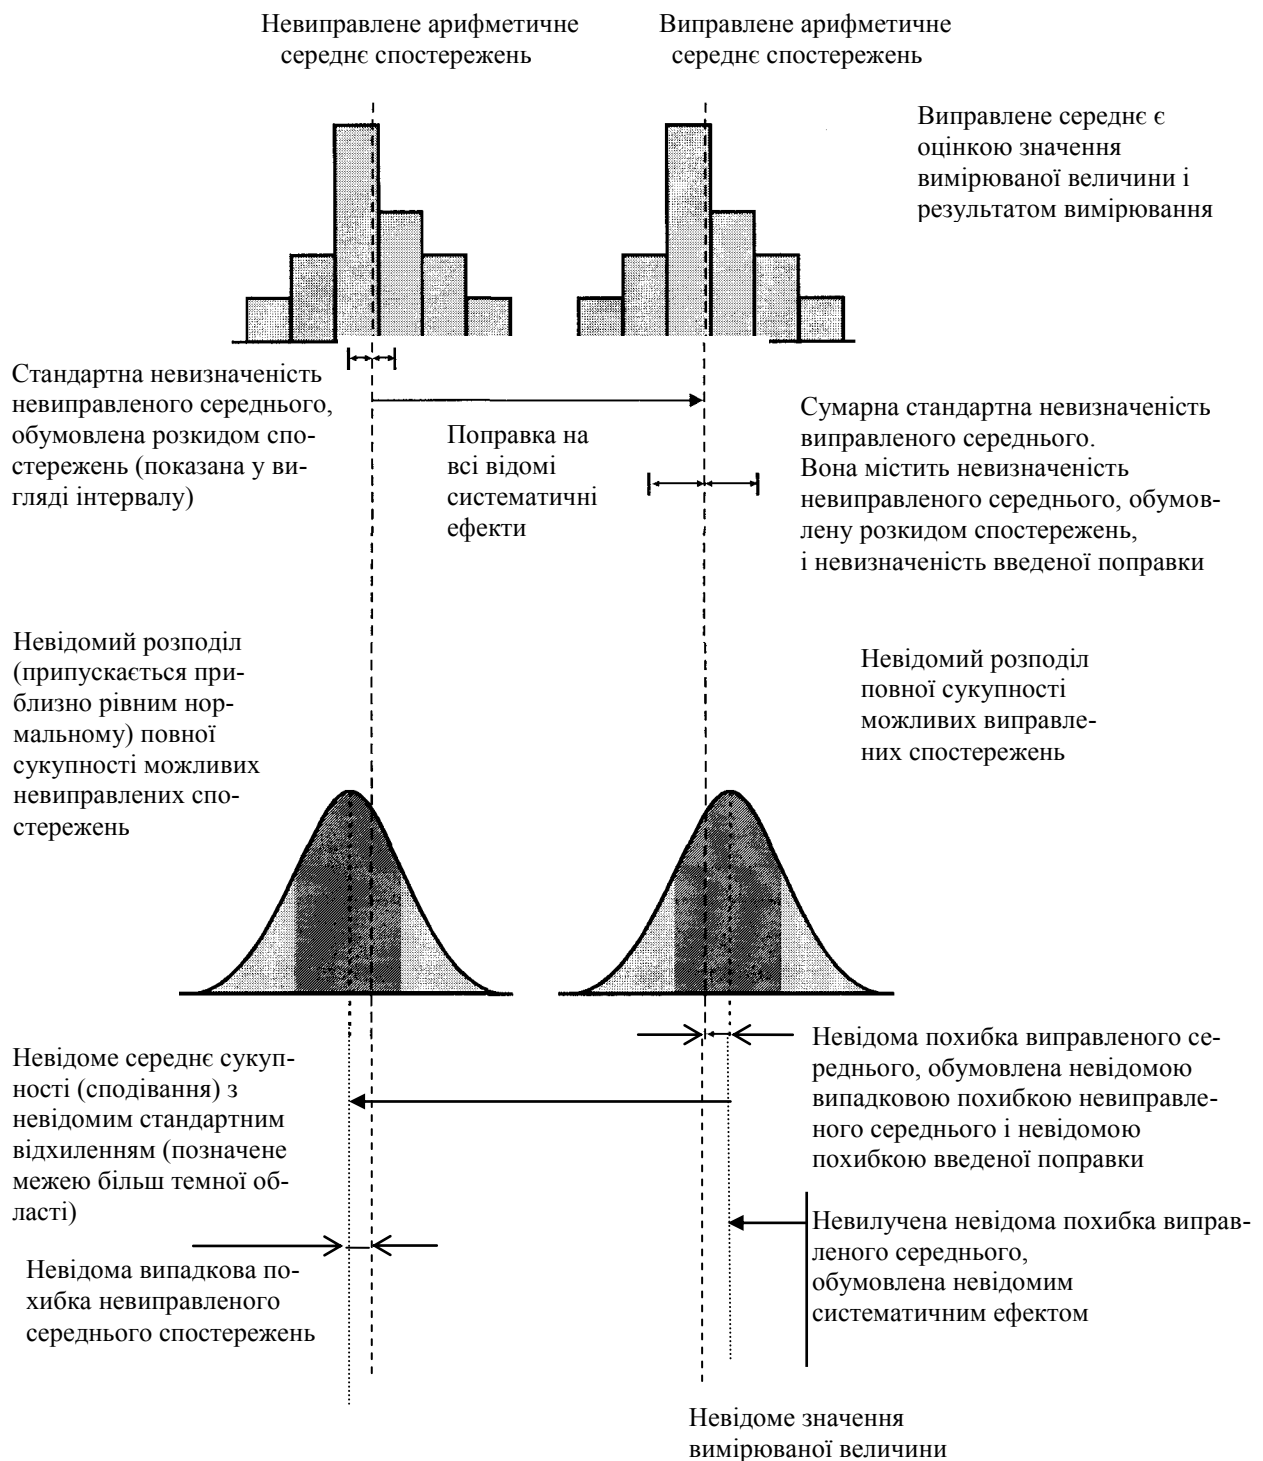 Невиправлене арифметичне
середнє спостережень
Виправлене арифметичне
середнє спостережень
Виправлене середнє є
оцінкою значення
вимірюваної величини і
результатом вимірювання
Стандартна невизначеність
невиправленого середнього,
обумовлена розкидом спо-
стережень (показана у ви-
гляді інтервалу)
Поправка на
всі відомі
систематичні
ефекти
Сумарна стандартна невизначеність
виправленого середнього.
Вона містить невизначеність
невиправленого середнього, обумов-
лену розкидом спостережень,
і невизначеність введеної поправки
Невідомий розподіл
(припускається при-
близно рівним нор-
мальному) повної
сукупності можливих
невиправлених спо-
стережень
Невідомий розподіл
повної сукупності
можливих виправле-
них спостережень
Невідоме середнє сукуп-
ності (сподівання) з
невідомим стандартним
відхиленням (позначене
межею більш темної об-
ласті)
Невідома похибка виправленого се-
реднього, обумовлена невідомою
випадковою похибкою невиправле-
ного середнього і невідомою
похибкою введеної поправки
Невилучена невідома похибка виправ-
леного середнього,
обумовлена невідомим
систематичним ефектом
Невідома випадкова по-
хибка невиправленого
середнього спостережень
Невідоме значення
вимірюваної величини